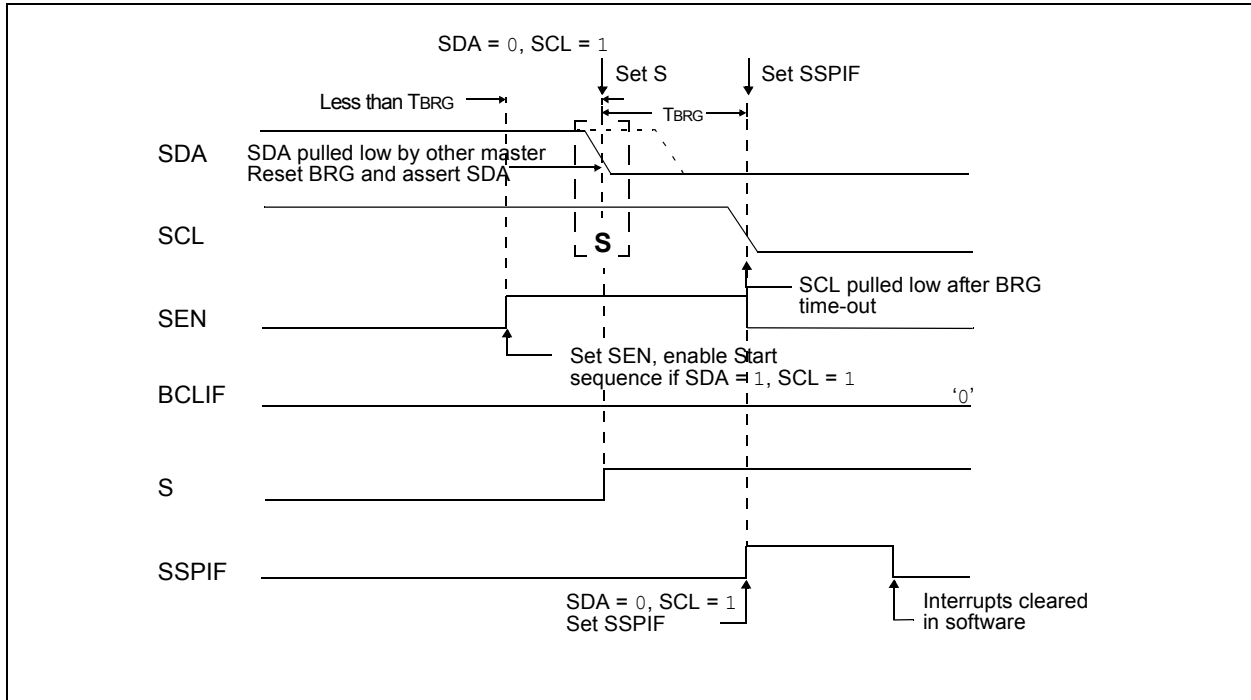 SDA = 0, SCL = 1
Set S
Set SSPIF
Less than TBRG
TBRG
SDA
SDA pulled low by other master
Reset BRG and assert SDA
SCL
S
SCL pulled low after BRG
time-out
SEN
Set SEN, enable Start
sequence if SDA = 1, SCL = 1
BCLIF
‘0’
S
SSPIF
SDA = 0, SCL = 1
Set SSPIF
Interrupts cleared
in software